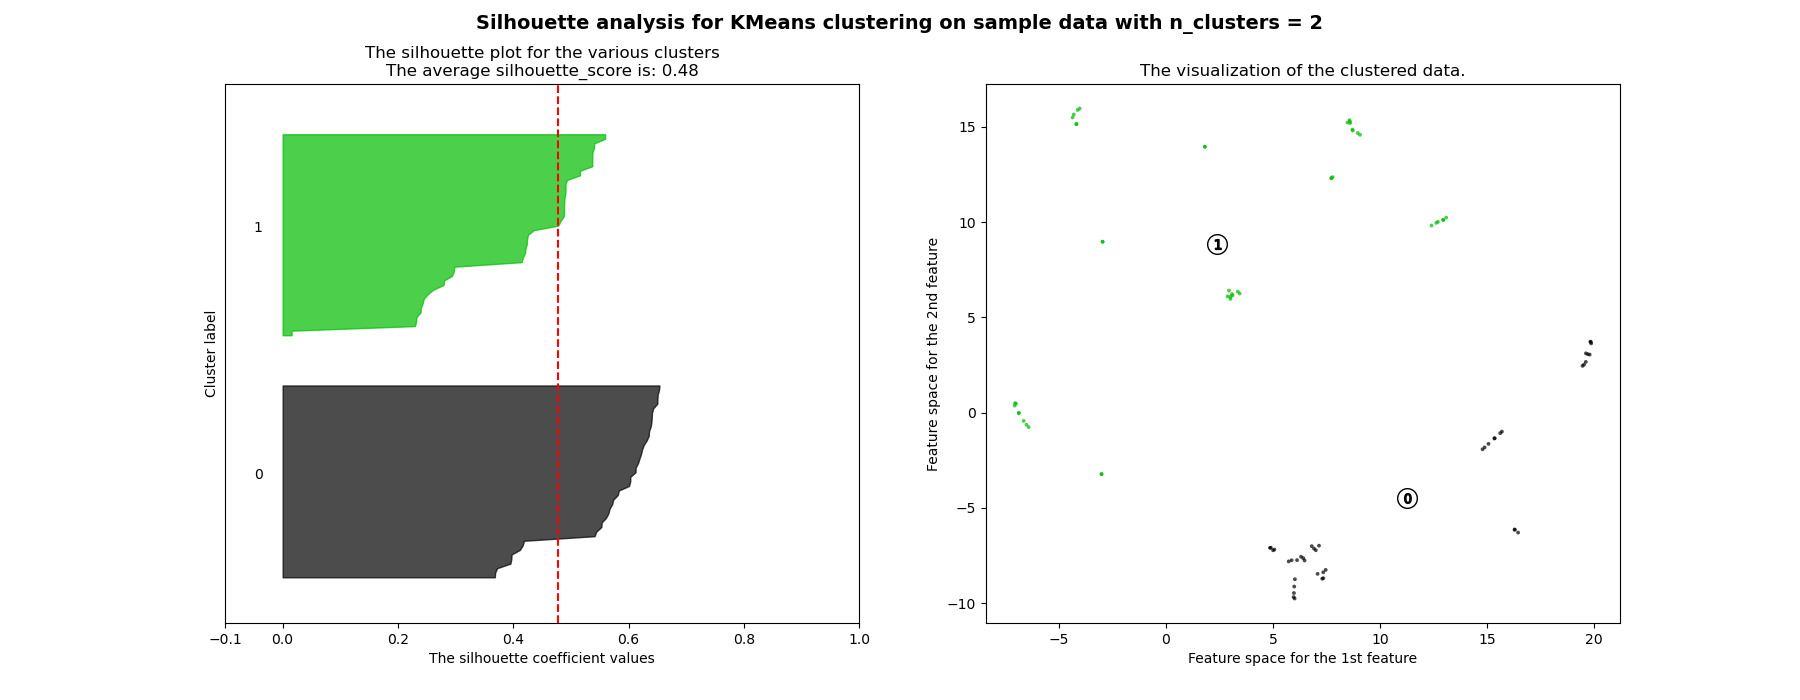 Silhouette analysis for KMeans clustering on sample data with n_clusters = 2
The silhouette plot for the various clusters
The average silhouette_score is: 0.48
Cluster label
1
0
−0.1 0.0 0.2 0.4 0.6 0.8 1.0
The silhouette coefficient values
The visualization of the clustered data.
Feature space for the 2nd feature
15
10
5
0
−5
−10
1
0
−5 0 5 10 15 20
Feature space for the 1st feature